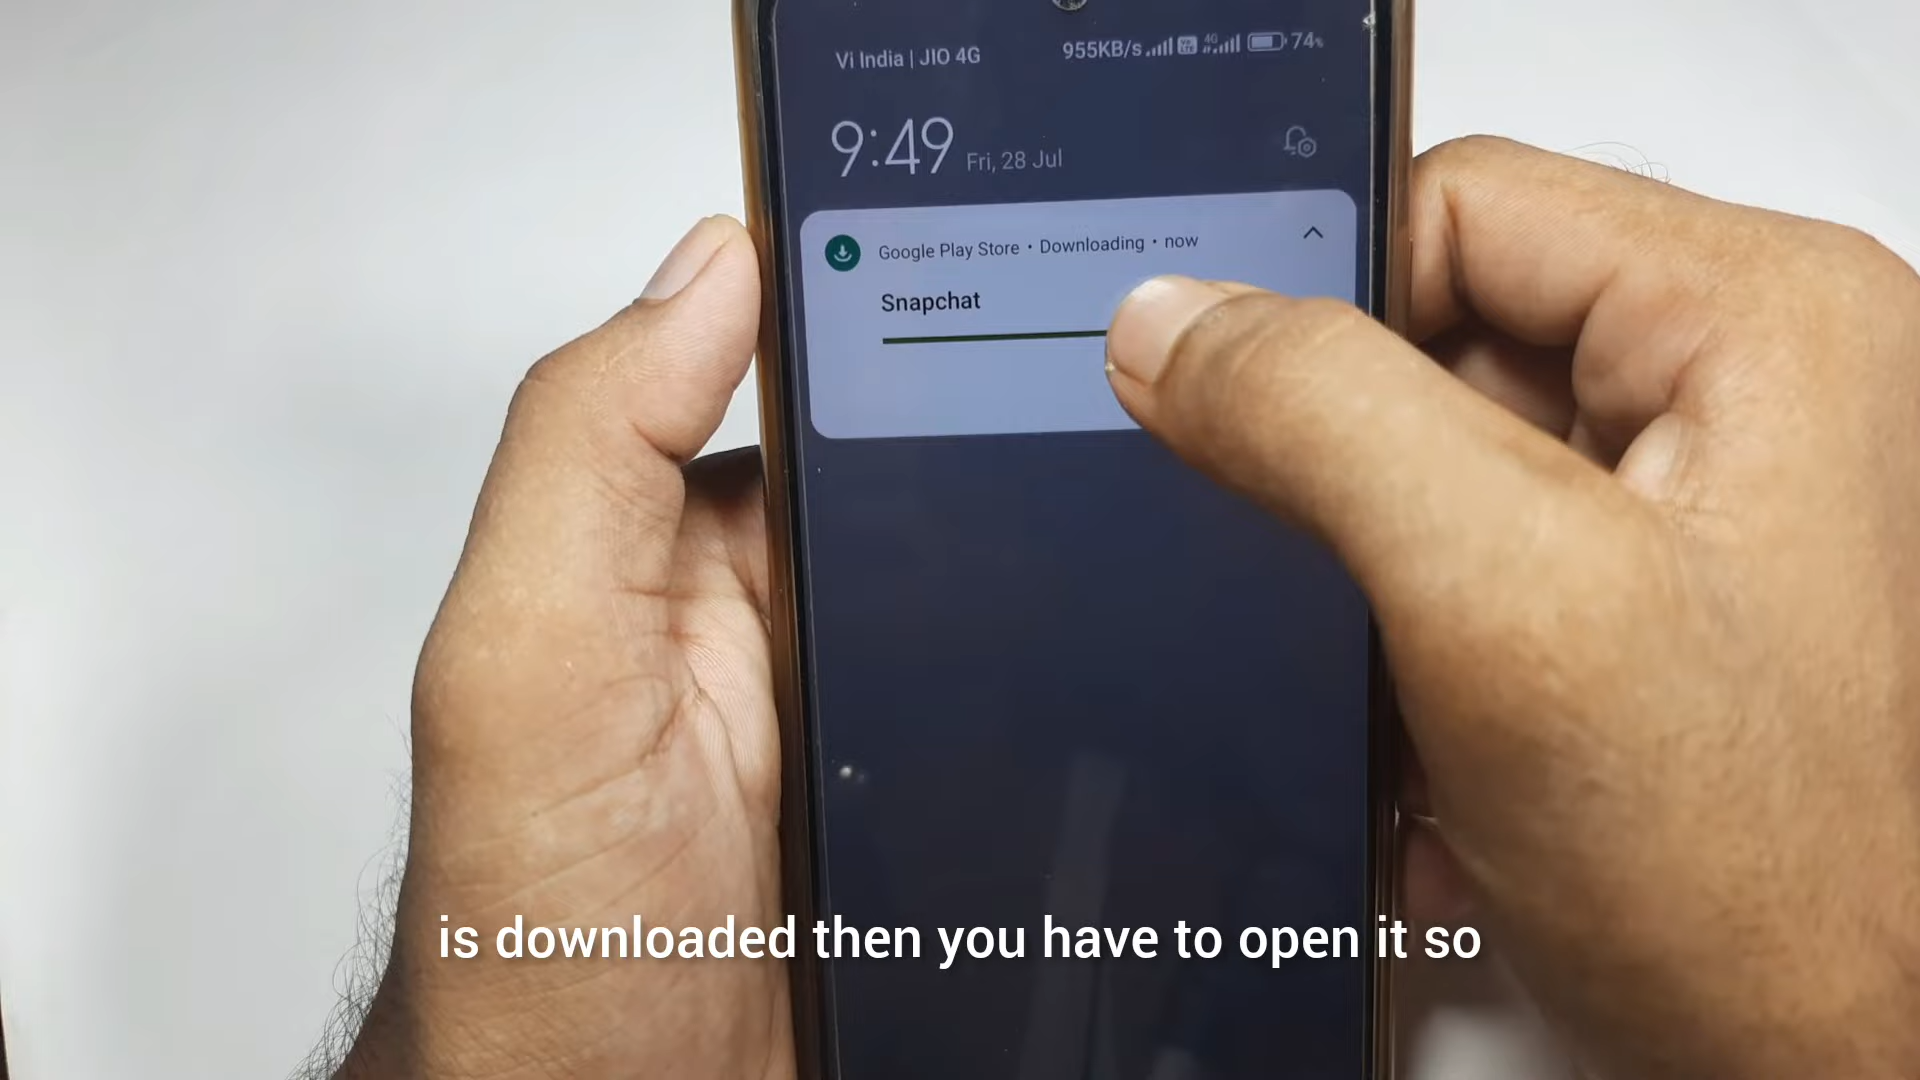 Vi India | JIO 4G 955KB/s 4G 74%
9:49 Fri, 28 Jul
Google Play Store • Downloading • now
Snapchat
is downloaded then you have to open it so